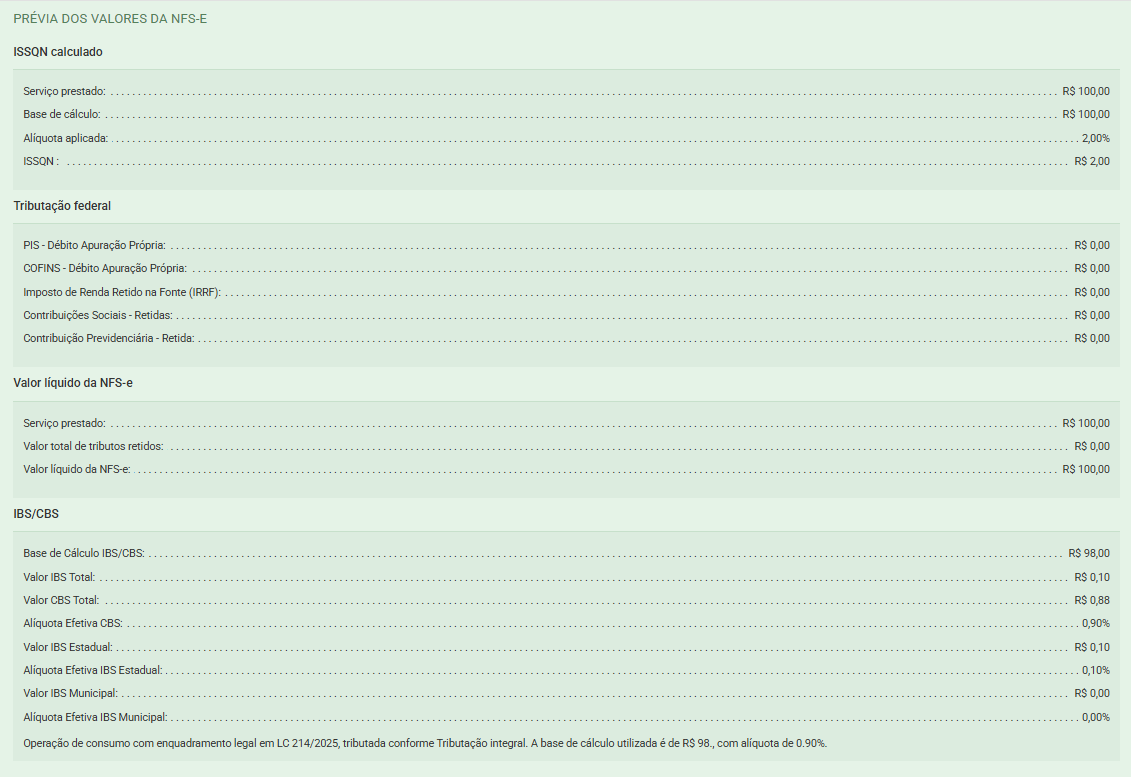 PRÉVIA DOS VALORES DA NFS-E
ISSQN calculado
Serviço prestado: R$ 100,00
Base de cálculo: R$ 100,00
Alíquota aplicada: 2,00%
ISSQN : R$ 2,00
Tributação federal
PIS - Débito Apuração Própria: R$ 0,00
COFINS - Débito Apuração Própria: R$ 0,00
Imposto de Renda Retido na Fonte (IRRF): R$ 0,00
Contribuições Sociais - Retidas: R$ 0,00
Contribuição Previdenciária - Retida: R$ 0,00
Valor líquido da NFS-e
Serviço prestado: R$ 100,00
Valor total de tributos retidos: R$ 0,00
Valor líquido da NFS-e: R$ 100,00
IBS/CBS
Base de Cálculo IBS/CBS: R$ 98,00
Valor IBS Total: R$ 0,10
Valor CBS Total: R$ 0,88
Alíquota Efetiva CBS: 0,90%
Valor IBS Estadual: R$ 0,10
Alíquota Efetiva IBS Estadual: 0,10%
Valor IBS Municipal: R$ 0,00
Alíquota Efetiva IBS Municipal: 0,00%
Operação de consumo com enquadramento legal em LC 214/2025, tributada conforme Tributação integral. A base de cálculo utilizada é de R$ 98., com alíquota de 0.90%.